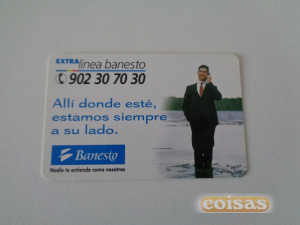 EXTRA línea banesto
902 30 70 30
Allí donde esté,
estamos siempre
a su lado.
Banesto
Nadie te entiende como nosotros
coisas